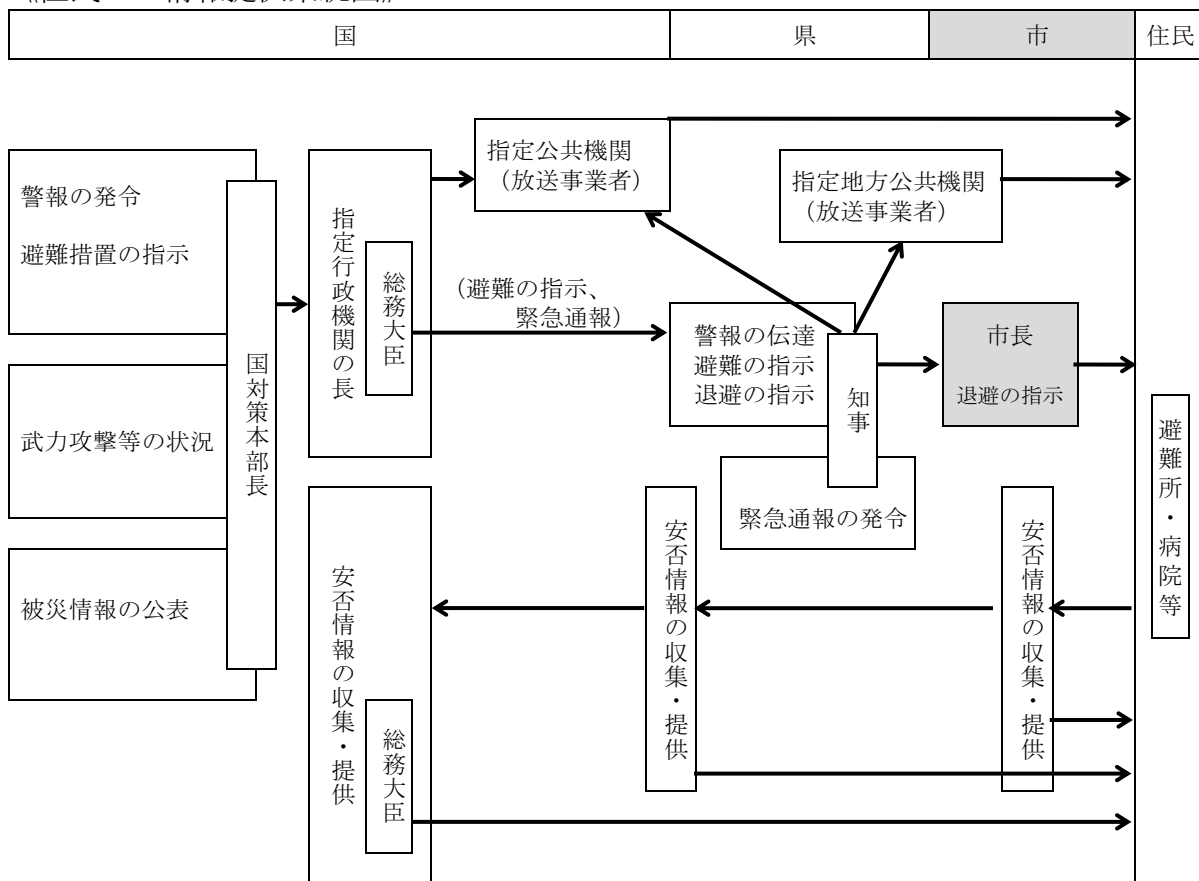 国
県
市
住民
指定公共機関
（放送事業者）
指定地方公共機関
（放送事業者）
警報の発令
避難措置の指示
武力攻撃等の状況
被災情報の公表
国対策本部長
指定行政機関の長
総務大臣
（避難の指示、
緊急通報）
警報の伝達
避難の指示
退避の指示
知事
緊急通報の発令
市長
退避の指示
避難所・病院等
安否情報の収集・提供
総務大臣
安否情報の収集・提供
安否情報の収集・提供